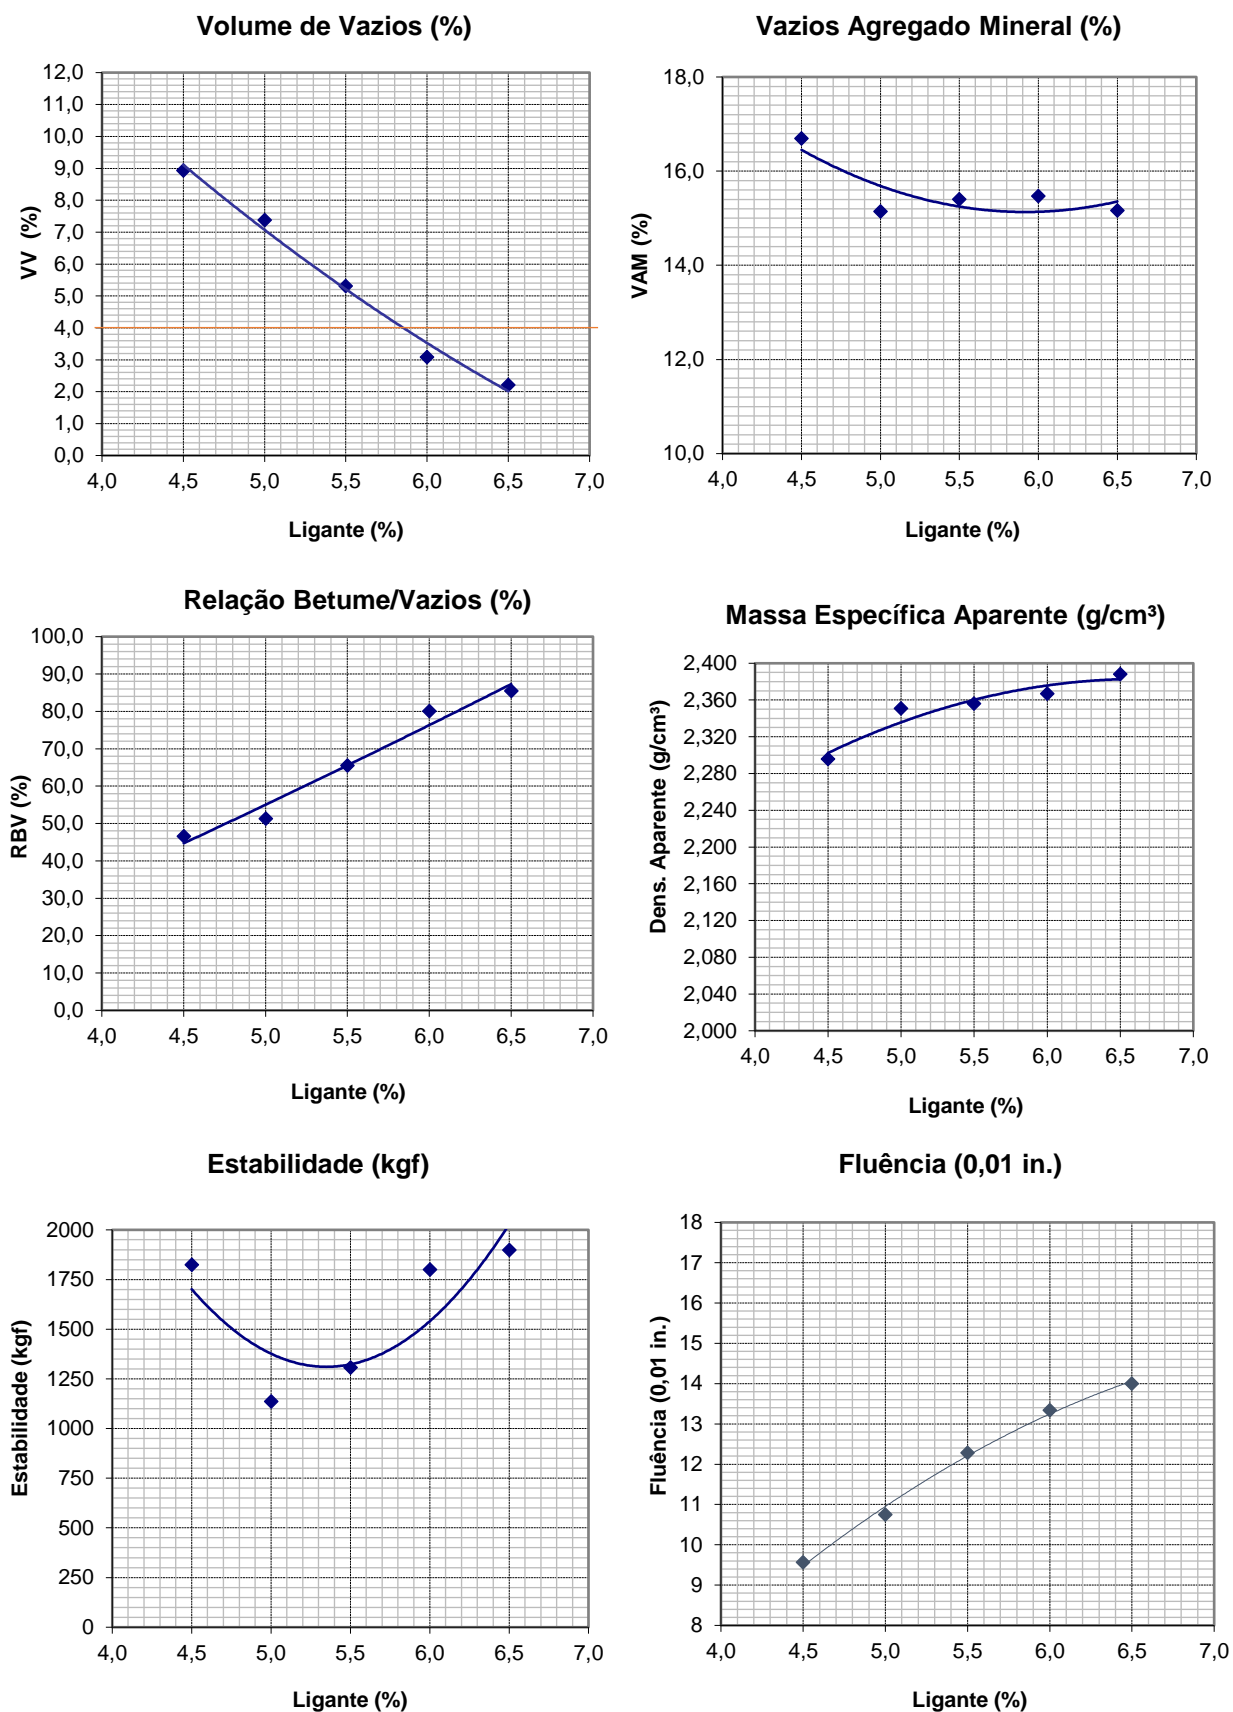 Volume de Vazios (%)
12,0
11,0
10,0
9,0
8,0
7,0
6,0
5,0
4,0
3,0
2,0
1,0
0,0
VV (%)
4,0 4,5 5,0 5,5 6,0 6,5 7,0
Ligante (%)
Vazios Agregado Mineral (%)
18,0
16,0
14,0
12,0
10,0
VAM (%)
4,0 4,5 5,0 5,5 6,0 6,5 7,0
Ligante (%)
Relação Betume/Vazios (%)
100,0
90,0
80,0
70,0
60,0
50,0
40,0
30,0
20,0
10,0
0,0
RBV (%)
4,0 4,5 5,0 5,5 6,0 6,5 7,0
Ligante (%)
Massa Específica Aparente (g/cm³)
2,400
2,360
2,320
2,280
2,240
2,200
2,160
2,120
2,080
2,040
2,000
Dens. Aparente (g/cm³)
4,0 4,5 5,0 5,5 6,0 6,5 7,0
Ligante (%)
Estabilidade (kgf)
2000
1750
1500
1250
1000
750
500
250
0
Estabilidade (kgf)
4,0 4,5 5,0 5,5 6,0 6,5 7,0
Ligante (%)
Fluência (0,01 in.)
18
17
16
15
14
13
12
11
10
9
8
Fluência (0,01 in.)
4,0 4,5 5,0 5,5 6,0 6,5 7,0
Ligante (%)